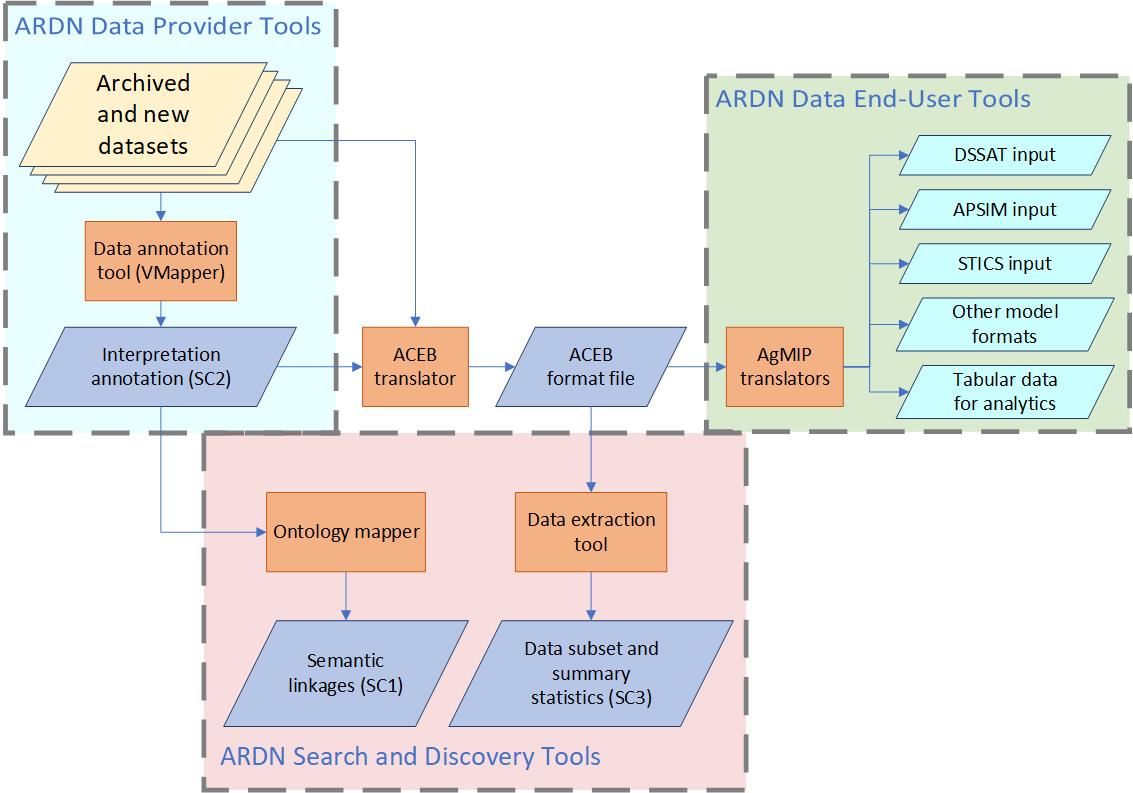 ARDN Data Provider Tools
Archived
and new
datasets
Data annotation
tool (VMapper)
Interpretation
annotation (SC2)
ACEB
translator
ACEB
format file
ARDN Data End-User Tools
AgMIP
translators
DSSAT input
APSIM input
STICS input
Other model
formats
Tabular data
for analytics
Ontology mapper
Data extraction
tool
Semantic
linkages (SC1)
Data subset and
summary
statistics (SC3)
ARDN Search and Discovery Tools